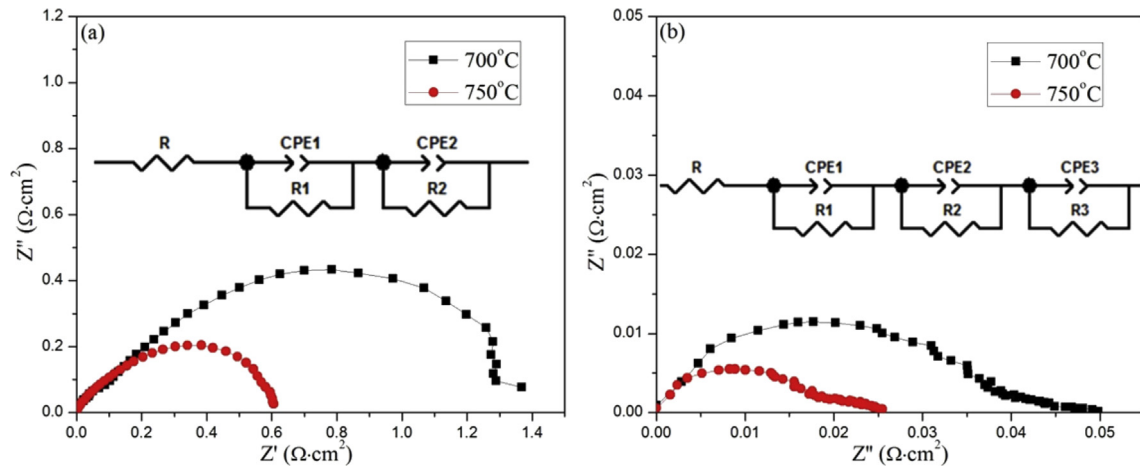 (a)
700°C
750°C
R
CPE1
CPE2
R1
R2
Z'' (Ω·cm²)
1.2
1.0
0.8
0.6
0.4
0.2
0.0
0.0 0.2 0.4 0.6 0.8 1.0 1.2 1.4
Z' (Ω·cm²)
(b)
700°C
750°C
R
CPE1
CPE2
CPE3
R1
R2
R3
Z'' (Ω·cm²)
0.05
0.04
0.03
0.02
0.01
0.00
0.00 0.01 0.02 0.03 0.04 0.05
Z'' (Ω·cm²)